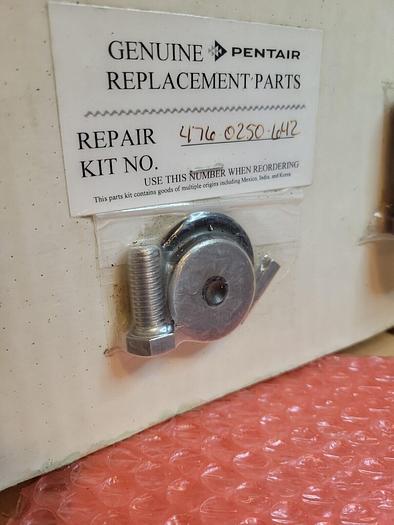 GENUINE PENTAIR
REPLACEMENT PARTS
REPAIR KIT NO. 476 0250-642
USE THIS NUMBER WHEN REORDERING
This parts kit contains goods of multiple origins including Mexico, India, and Korea